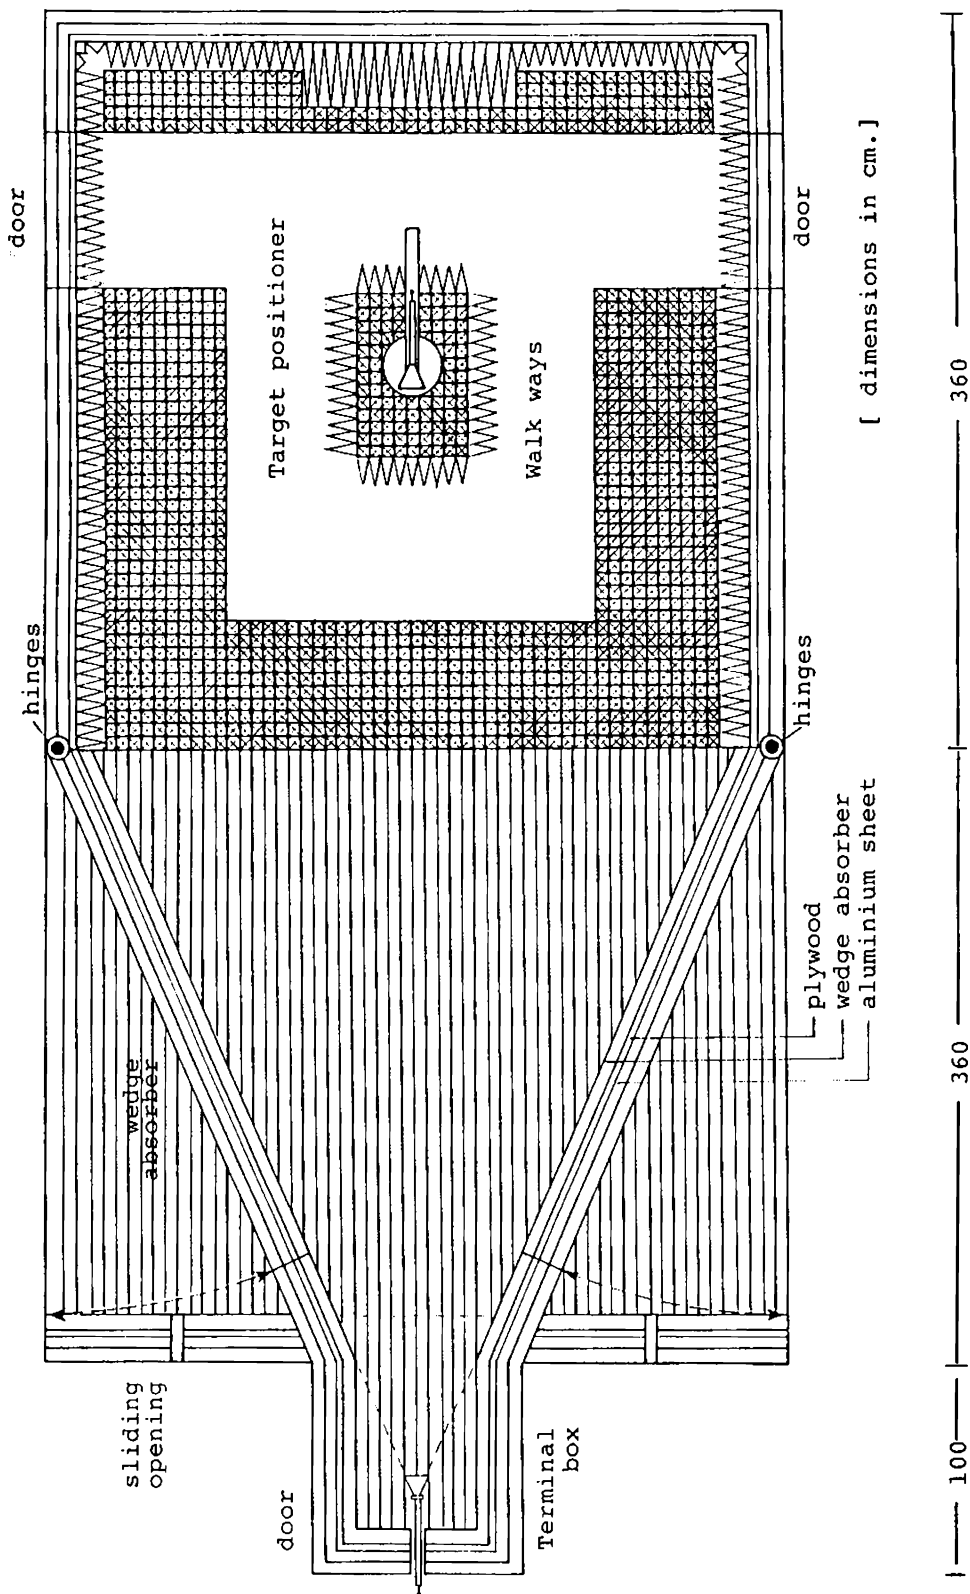 door
door
[ dimensions in cm.]
Target positioner
Walk ways
hinges
hinges
plywood
wedge absorber
aluminium sheet
wedge
absorber
sliding
opening
door
Terminal
box
100
360
360